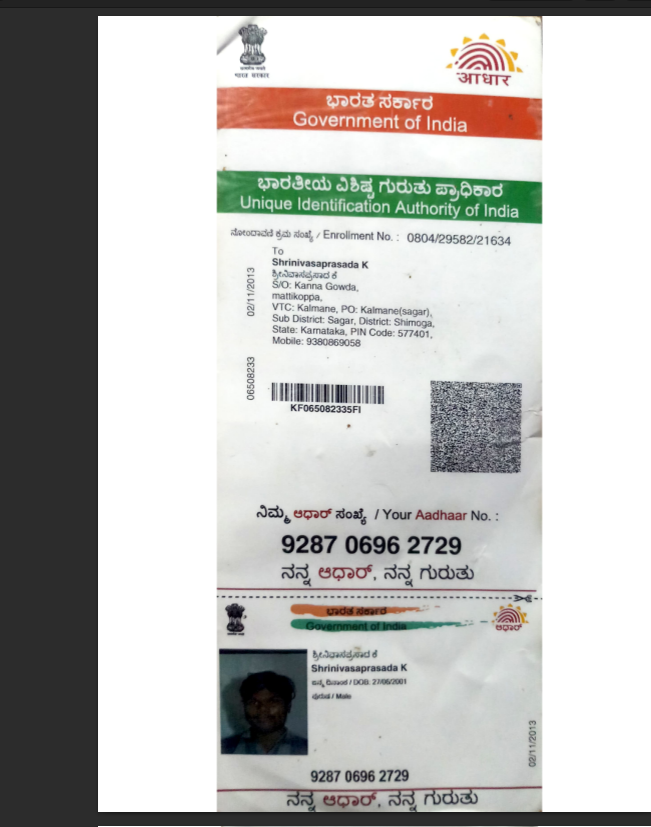 भारत सरकार
आधार
ಭಾರತ ಸರ್ಕಾರ
Government of India
ಭಾರತೀಯ ವಿಶಿಷ್ಟ ಗುರುತು ಪ್ರಾಧಿಕಾರ
Unique Identification Authority of India
ನೋಂದಾವಣೆ ಕ್ರಮ ಸಂಖ್ಯೆ / Enrollment No. : 0804/29582/21634
To
Shrinivasaprasada K
ಶ್ರೀನಿವಾಸಪ್ರಸಾದ ಕೆ
S/O: Kanna Gowda,
mattikoppa,
VTC: Kalmane, PO: Kalmane(sagar),
Sub District: Sagar, District: Shimoga,
State: Karnataka, PIN Code: 577401,
Mobile: 9380869058
02/11/2013
06508233
KF065082335FI
ನಿಮ್ಮ ಆಧಾರ್ ಸಂಖ್ಯೆ / Your Aadhaar No. :
9287 0696 2729
ನನ್ನ ಆಧಾರ್, ನನ್ನ ಗುರುತು
ಭಾರತ ಸರ್ಕಾರ
Government of India
ಆಧಾರ್
ಶ್ರೀನಿವಾಸಪ್ರಸಾದ ಕೆ
Shrinivasaprasada K
ಜನ್ಮ ದಿನಾಂಕ / DOB: 27/06/2001
ಪುರುಷ / Male
02/11/2013
9287 0696 2729
ನನ್ನ ಆಧಾರ್, ನನ್ನ ಗುರುತು